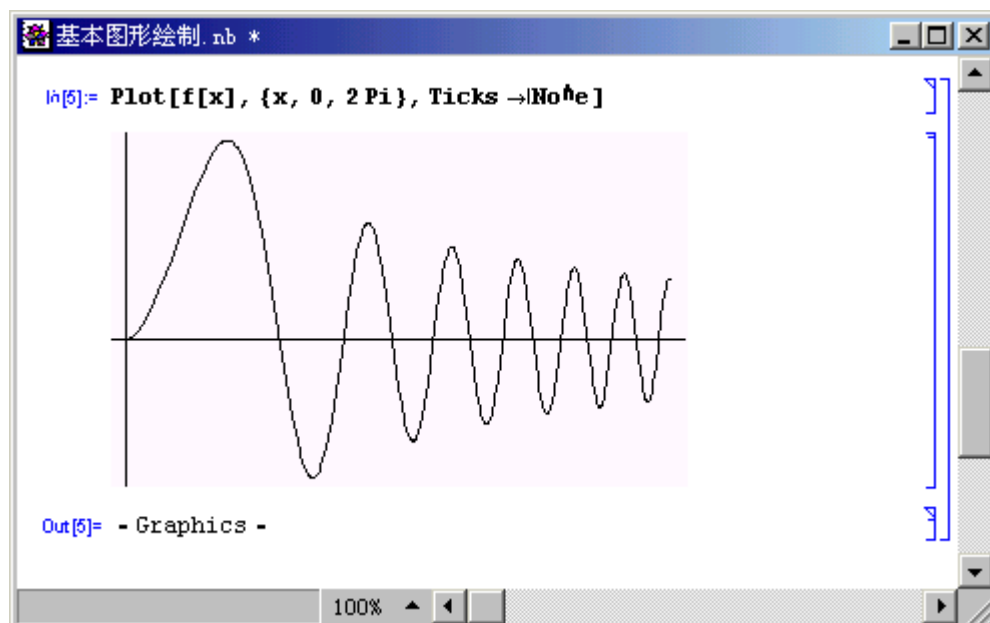 基本图形绘制.nb *
In[5]:= Plot[f[x], {x, 0, 2 Pi}, Ticks → None]
Out[5]= - Graphics -
100%